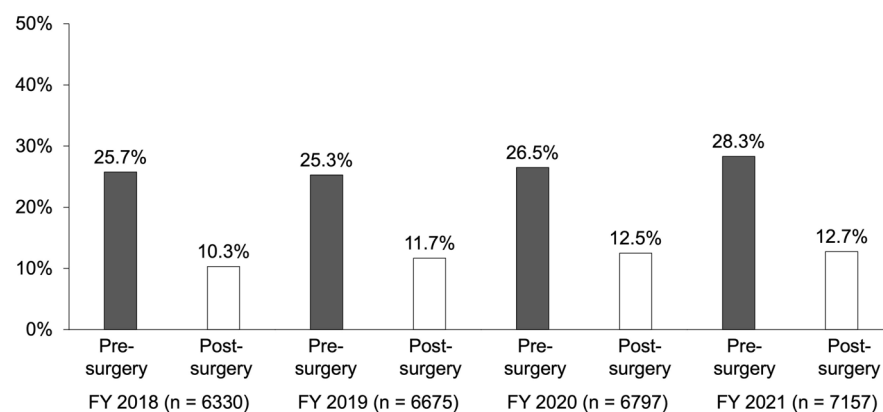 50%
40%
30%
20%
10%
0%
25.7%
10.3%
25.3%
11.7%
26.5%
12.5%
28.3%
12.7%
Pre-
surgery
Post-
surgery
Pre-
surgery
Post-
surgery
Pre-
surgery
Post-
surgery
Pre-
surgery
Post-
surgery
FY 2018 (n = 6330)
FY 2019 (n = 6675)
FY 2020 (n = 6797)
FY 2021 (n = 7157)